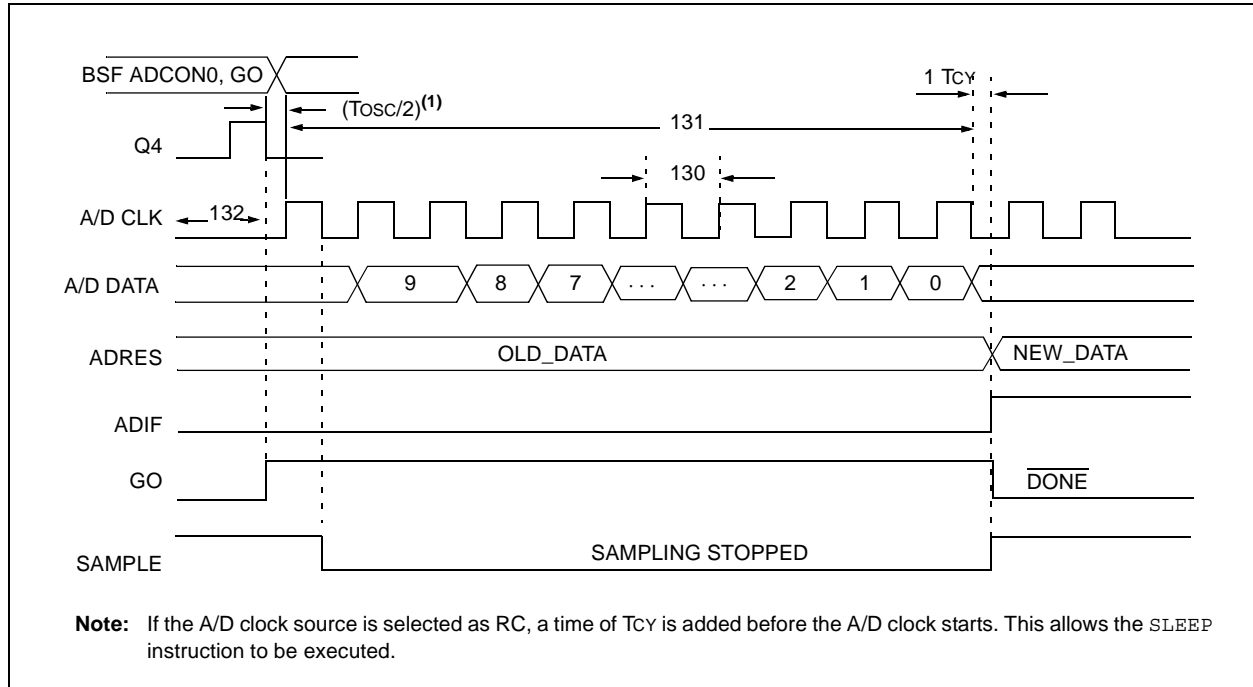 BSF ADCON0, GO
1 TCY
(TOSC/2)(1)
131
Q4
130
A/D CLK
132
A/D DATA
9 8 7 . . . . . . 2 1 0
ADRES
OLD_DATA
NEW_DATA
ADIF
GO
DONE
SAMPLE
SAMPLING STOPPED
Note: If the A/D clock source is selected as RC, a time of TCY is added before the A/D clock starts. This allows the SLEEP
instruction to be executed.